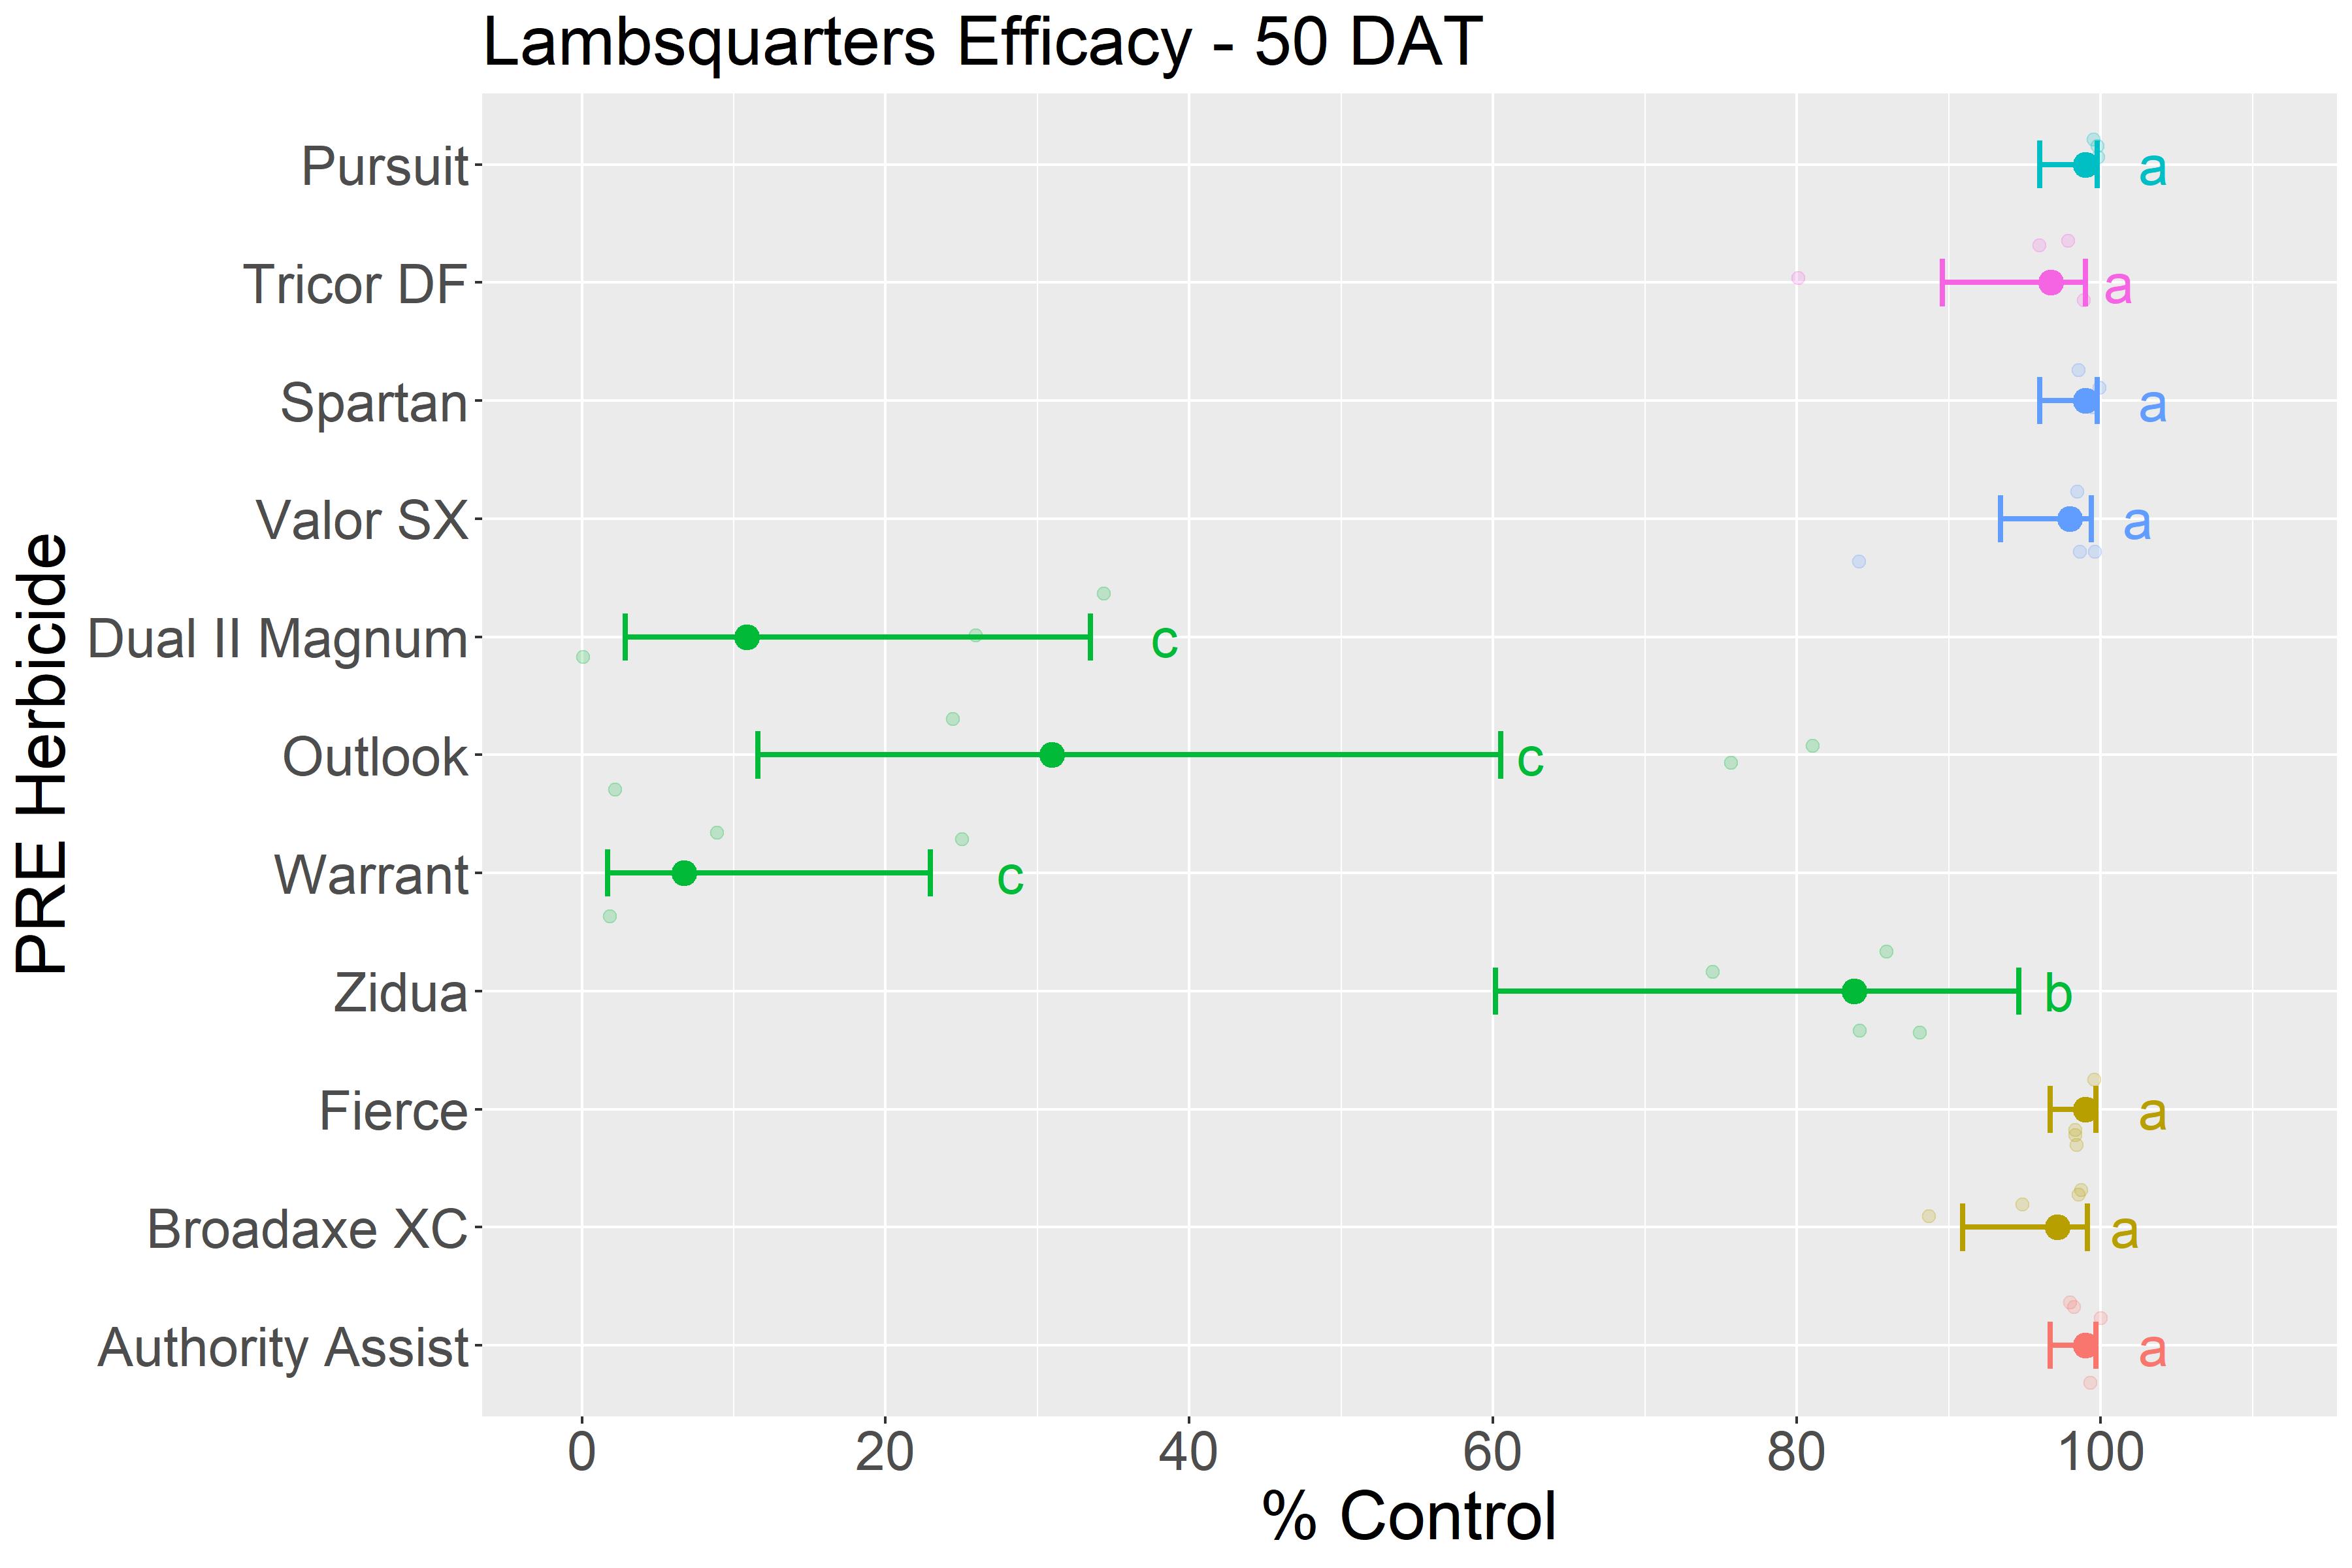 Lambsquarters Efficacy - 50 DAT
PRE Herbicide
Pursuit a
Tricor DF a
Spartan a
Valor SX a
Dual II Magnum c
Outlook c
Warrant c
Zidua b
Fierce a
Broadaxe XC a
Authority Assist a
0 20 40 60 80 100
% Control